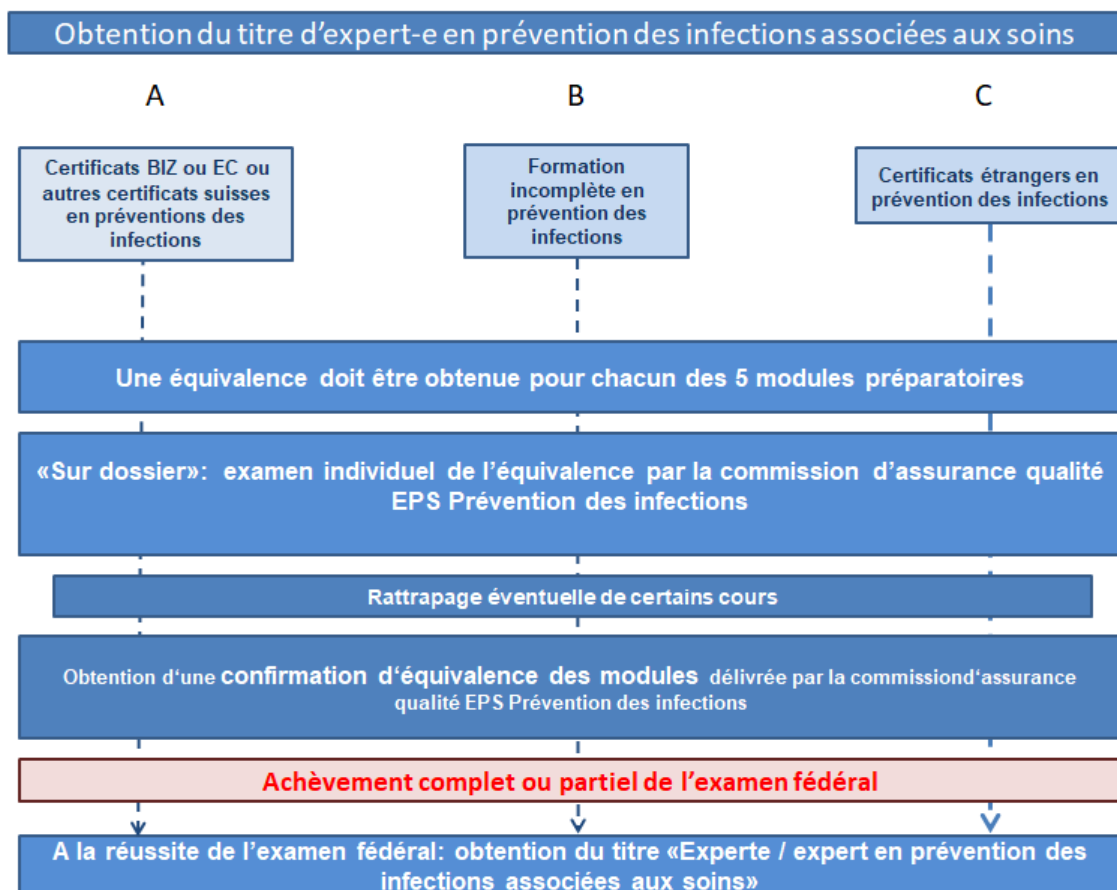 Obtention du titre d'expert-e en prévention des infections associées aux soins
A
B
C
Certificats BIZ ou EC ou
autres certificats suisses
en préventions des
infections
Formation
incomplète en
prévention des
infections
Certificats étrangers en
prévention des infections
Une équivalence doit être obtenue pour chacun des 5 modules préparatoires
«Sur dossier»: examen individuel de l'équivalence par la commission d'assurance qualité
EPS Prévention des infections
Rattrapage éventuelle de certains cours
Obtention d'une confirmation d'équivalence des modules délivrée par la commissiond'assurance
qualité EPS Prévention des infections
Achèvement complet ou partiel de l'examen fédéral
A la réussite de l'examen fédéral: obtention du titre «Experte / expert en prévention des
infections associées aux soins»